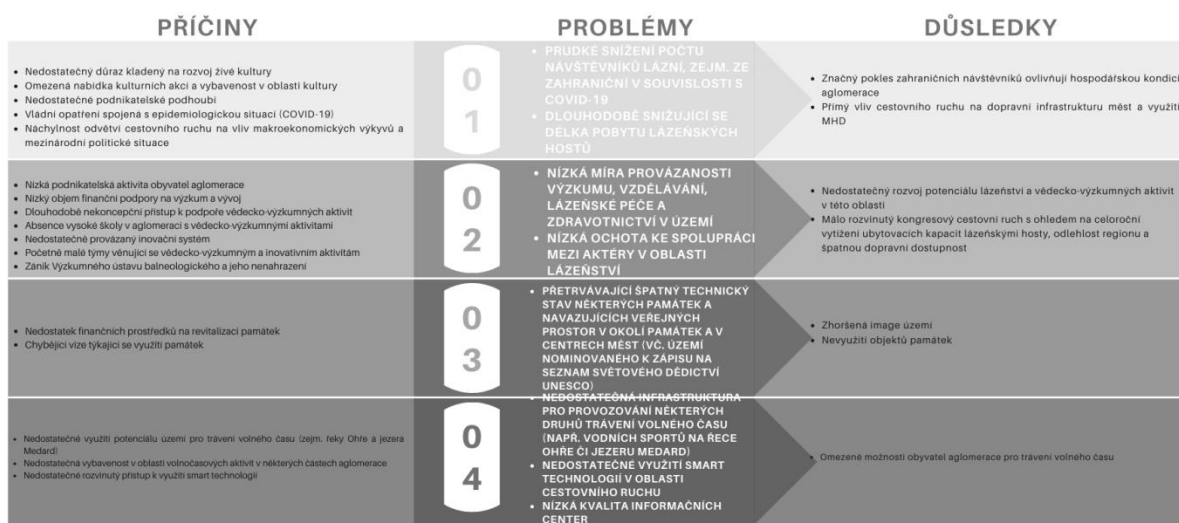 PŘÍČINY
PROBLÉMY
DŮSLEDKY
• Nedostatečný důraz kladený na rozvoj živé kultury
• Omezená nabídka kulturních akcí a vybavenost v oblasti kultury
• Nedostatečné podnikatelské podhoubí
• Vládní opatření spojená s epidemiologickou situací (COVID-19)
• Náchylnost odvětví cestovního ruchu na vliv makroekonomických výkyvů a
mezinárodní politické situace
01
• PRUDKÉ SNÍŽENÍ POČTU
NÁVŠTĚVNÍKŮ LÁZNÍ, ZEJM. ZE
ZAHRANIČNÍ V SOUVISLOSTI S
COVID-19
• DLOUHODOBĚ SNIŽUJÍCÍ SE
DÉLKA POBYTU LÁZEŇSKÝCH
HOSTŮ
• Značný pokles zahraničních návštěvníků ovlivňují hospodářskou kondici
aglomerace
• Přímý vliv cestovního ruchu na dopravní infrastrukturu měst a využití
MHD
• Nízká podnikatelská aktivita obyvatel aglomerace
• Nízký objem finanční podpory na výzkum a vývoj
• Dlouhodobě nekoncepční přístup k podpoře vědecko-výzkumných aktivit
• Absence vysoké školy v aglomeraci s vědecko-výzkumnými aktivitami
• Nedostatečně provázaný inovační systém
• Početně malé týmy věnující se vědecko-výzkumným a inovativním aktivitám
• Zánik Výzkumného ústavu balneologického a jeho nenahrazení
02
• NÍZKÁ MÍRA PROVÁZANOSTI
VÝZKUMU, VZDĚLÁVÁNÍ,
LÁZEŇSKÉ PÉČE A
ZDRAVOTNICTVÍ V ÚZEMÍ
• NÍZKÁ OCHOTA KE SPOLUPRÁCI
MEZI AKTÉRY V OBLASTI
LÁZEŇSTVÍ
• Nedostatečný rozvoj potenciálu lázeňství a vědecko-výzkumných aktivit
v této oblasti
• Málo rozvinutý kongresový cestovní ruch s ohledem na celoroční
vytížení ubytovacích kapacit lázeňskými hosty, odlehlost regionu a
špatnou dopravní dostupnost
• Nedostatek finančních prostředků na revitalizaci památek
• Chybějící vize týkající se využití památek
03
• PŘETRVÁVAJÍCÍ ŠPATNÝ TECHNICKÝ
STAV NĚKTERÝCH PAMÁTEK A
NAVAZUJÍCÍCH VEŘEJNÝCH
PROSTOR V OKOLÍ PAMÁTEK A V
CENTRECH MĚST (VČ. ÚZEMÍ
NOMINOVANÉHO K ZÁPISU NA
SEZNAM SVĚTOVÉHO DĚDICTVÍ
UNESCO)
• Zhoršená image území
• Nevyužití objektů památek
• Nedostatečné využití potenciálu území pro trávení volného času (zejm. řeky Ohře a jezera
Medard)
• Nedostatečná vybavenost v oblasti volnočasových aktivit v některých částech aglomerace
• Nedostatečně rozvinutý přístup k využití smart technologií
04
• NEDOSTATEČNÁ INFRASTRUKTURA
PRO PROVOZOVÁNÍ NĚKTERÝCH
DRUHŮ TRÁVENÍ VOLNÉHO ČASU
(NAPŘ. VODNÍCH SPORTŮ NA ŘECE
OHŘE ČI JEZERU MEDARD)
• NEDOSTATEČNÉ VYUŽITÍ SMART
TECHNOLOGIÍ V OBLASTI
CESTOVNÍHO RUCHU
• NÍZKÁ KVALITA INFORMAČNÍCH
CENTER
• Omezené možnosti obyvatel aglomerace pro trávení volného času